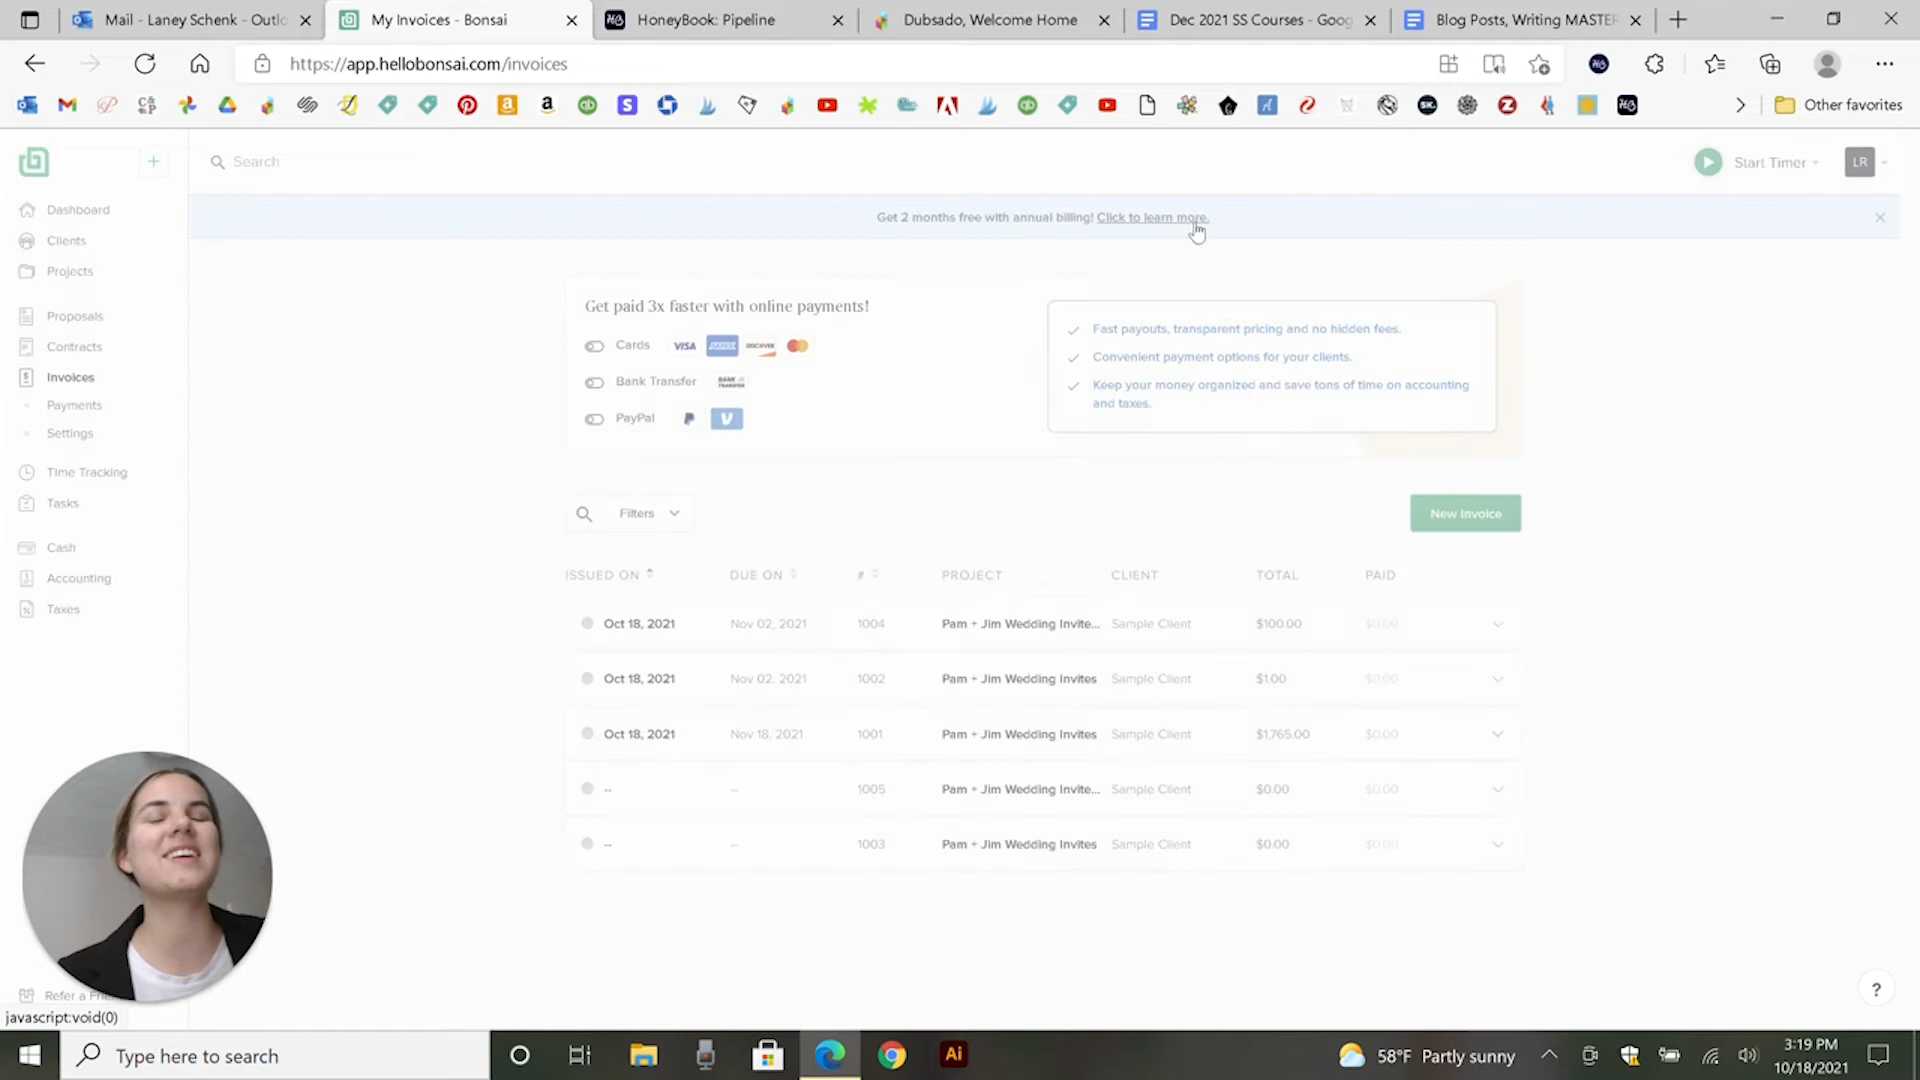 Mail - Laney Schenk - Outlo
My Invoices - Bonsai
HoneyBook: Pipeline
Dubsado, Welcome Home
Dec 2021 SS Courses - Goog
Blog Posts, Writing MASTER
https://app.hellobonsai.com/invoices
Other favorites
Search
Start Timer
LR
Get 2 months free with annual billing! Click to learn more.
Dashboard
Clients
Projects
Proposals
Contracts
Invoices
Payments
Settings
Time Tracking
Tasks
Cash
Accounting
Taxes
Get paid 3x faster with online payments!
Cards VISA AMEX DISCOVER
Bank Transfer BANK TRANSFER
PayPal
Fast payouts, transparent pricing and no hidden fees.
Convenient payment options for your clients.
Keep your money organized and save tons of time on accounting
and taxes.
Filters
New Invoice
ISSUED ON DUE ON # PROJECT CLIENT TOTAL PAID
Oct 18, 2021 Nov 02, 2021 1004 Pam + Jim Wedding Invite... Sample Client $100.00 $0.00
Oct 18, 2021 Nov 02, 2021 1002 Pam + Jim Wedding Invites Sample Client $1.00 $0.00
Oct 18, 2021 Nov 18, 2021 1001 Pam + Jim Wedding Invites Sample Client $1,765.00 $0.00
-- -- 1005 Pam + Jim Wedding Invite... Sample Client $0.00 $0.00
-- -- 1003 Pam + Jim Wedding Invites Sample Client $0.00 $0.00
Refer a Frie
javascript:void(0)
?
Type here to search
Ai
58°F Partly sunny
3:19 PM
10/18/2021